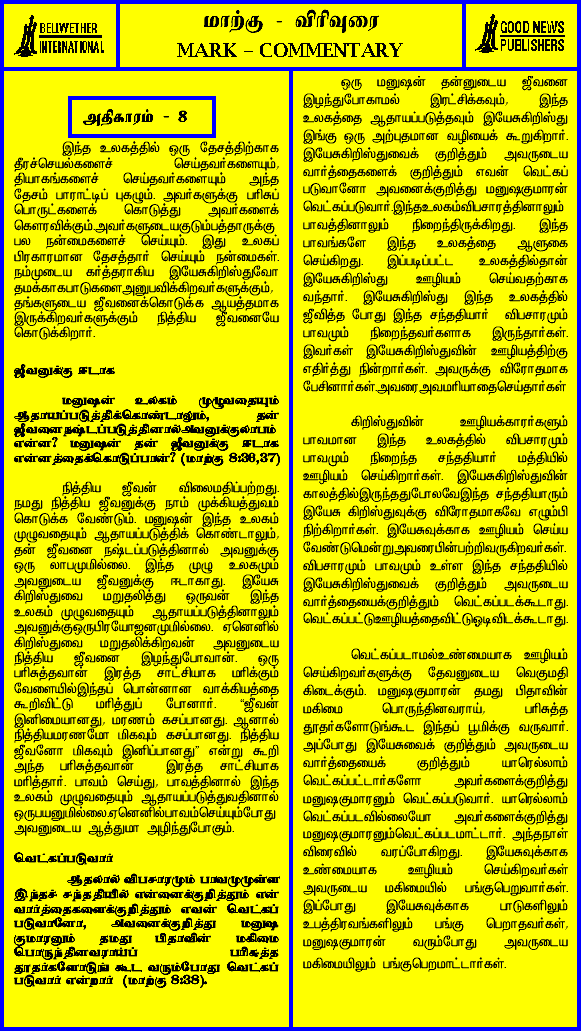 BELWETHER
INTERNATIONAL
மாற்கு - விரிவுரை
MARK – COMMENTARY
GOOD NEWS
PUBLISHERS
அதிகாரம் - 8
இந்த உலகத்தில் ஒரு தேசத்திற்காக
தீரச்செயல்களைச் செய்தவர்களையும்,
தியாகங்களைச் செய்தவர்களையும் அந்த
தேசம் பாராட்டிப் புகழும். அவர்களுக்கு பரிசுப்
பொருட்களைக் கொடுத்து அவர்களைக்
கௌரவிக்கும்.அவர்களுடையகுடும்பத்தாருக்கு
பல நன்மைகளைச் செய்யும். இது உலகப்
பிரகாரமான தேசத்தார் செய்யும் நன்மைகள்.
நம்முடைய கர்த்தராகிய இயேசுகிறிஸ்துவோ
தமக்காகபாடுகளைஅனுபவிக்கிறவர்களுக்கும்,
தங்களுடைய ஜீவனைக்கொடுக்க ஆயத்தமாக
இருக்கிறவர்களுக்கும் நித்திய ஜீவனையே
கொடுக்கிறார்.
ஜீவனுக்கு ஈடாக
மனுஷன் உலகம் முழுவதையும்
ஆதாயப்படுத்திக்கொண்டாலும், தன்
ஜீவனைநஷ்டப்படுத்தினால்அவனுக்குலாபம்
என்ன? மனுஷன் தன் ஜீவனுக்கு ஈடாக
என்னத்தைக்கொடுப்பான்? (மாற்கு 8:36,37)
நித்திய ஜீவன் விலைமதிப்பற்றது.
நமது நித்திய ஜீவனுக்கு நாம் முக்கியத்துவம்
கொடுக்க வேண்டும். மனுஷன் இந்த உலகம்
முழுவதையும் ஆதாயப்படுத்திக் கொண்டாலும்,
தன் ஜீவனை நஷ்டப்படுத்தினால் அவனுக்கு
ஒரு லாபமுமில்லை. இந்த முழு உலகமும்
அவனுடைய ஜீவனுக்கு ஈடாகாது. இயேசு
கிறிஸ்துவை மறுதலித்து ஒருவன் இந்த
உலகம் முழுவதையும் ஆதாயப்படுத்தினாலும்
அவனுக்குஒருபிரயோஜனமுமில்லை. ஏனெனில்
கிறிஸ்துவை மறுதலிக்கிறவன் அவனுடைய
நித்திய ஜீவனை இழந்துபோவான். ஒரு
பரிசுத்தவான் இரத்த சாட்சியாக மரிக்கும்
வேளையில்இந்தப் பொன்னான வாக்கியத்தை
கூறிவிட்டு மரித்துப் போனார். “ஜீவன்
இனிமையானது, மரணம் கசப்பானது. ஆனால்
நித்தியமரணமோ மிகவும் கசப்பானது. நித்திய
ஜீவனோ மிகவும் இனிப்பானது” என்று கூறி
அந்த பரிசுத்தவான் இரத்த சாட்சியாக
மரித்தார். பாவம் செய்து, பாவத்தினால் இந்த
உலகம் முழுவதையும் ஆதாயப்படுத்துவதினால்
ஒருபயனுமில்லை.ஏனெனில்பாவம்செய்யும்போது
அவனுடைய ஆத்துமா அழிந்துபோகும்.
வெட்கப்படுவார்
ஆதலால் விபசாரமும் பாவமுமுள்ள
இந்தச் சந்ததியில் என்னைக்குறித்தும் என்
வார்த்தைகளைக்குறித்தும் எவன் வெட்கப்
படுவானோ, அவனைக்குறித்து மனுஷ
குமாரனும் தமது பிதாவின் மகிமை
பொருந்தினவராய்ப் பரிசுத்த
தூதர்களோடுங் கூட வரும்போது வெட்கப்
படுவார் என்றார் (மாற்கு 8:38).
ஒரு மனுஷன் தன்னுடைய ஜீவனை
இழந்துபோகாமல் இரட்சிக்கவும், இந்த
உலகத்தை ஆதாயப்படுத்தவும் இயேசுகிறிஸ்து
இங்கு ஒரு அற்புதமான வழியைக் கூறுகிறார்.
இயேசுகிறிஸ்துவைக் குறித்தும் அவருடைய
வார்த்தைகளைக் குறித்தும் எவன் வெட்கப்
படுவானோ அவனைக்குறித்து மனுஷகுமாரன்
வெட்கப்படுவார்.இந்தஉலகம்விபசாரத்தினாலும்
பாவத்தினாலும் நிறைந்திருக்கிறது. இந்த
பாவங்களே இந்த உலகத்தை ஆளுகை
செய்கிறது. இப்படிப்பட்ட உலகத்தில்தான்
இயேசுகிறிஸ்து ஊழியம் செய்வதற்காக
வந்தார். இயேசுகிறிஸ்து இந்த உலகத்தில்
ஜீவித்த போது இந்த சந்ததியார் விபசாரமும்
பாவமும் நிறைந்தவர்களாக இருந்தார்கள்.
இவர்கள் இயேசுகிறிஸ்துவின் ஊழியத்திற்கு
எதிர்த்து நின்றார்கள். அவருக்கு விரோதமாக
பேசினார்கள்.அவரைஅவமரியாதைசெய்தார்கள்
கிறிஸ்துவின் ஊழியக்காரர்களும்
பாவமான இந்த உலகத்தில் விபசாரமும்
பாவமும் நிறைந்த சந்ததியார் மத்தியில்
ஊழியம் செய்கிறார்கள். இயேசுகிறிஸ்துவின்
காலத்தில்இருந்ததுபோலவேஇந்த சந்ததியாரும்
இயேசு கிறிஸ்துவுக்கு விரோதமாகவே எழும்பி
நிற்கிறார்கள். இயேசுவுக்காக ஊழியம் செய்ய
வேண்டுமென்றுஅவரைபின்பற்றிவருகிறவர்கள்.
விபசாரமும் பாவமும் உள்ள இந்த சந்ததியில்
இயேசுகிறிஸ்துவைக் குறித்தும் அவருடைய
வார்த்தையைக்குறித்தும் வெட்கப்படக்கூடாது.
வெட்கப்பட்டுஊழியத்தைவிட்டுஓடிவிடக்கூடாது.
வெட்கப்படாமல்உண்மையாக ஊழியம்
செய்கிறவர்களுக்கு தேவனுடைய வெகுமதி
கிடைக்கும். மனுஷகுமாரன் தமது பிதாவின்
மகிமை பொருந்தினவராய், பரிசுத்த
தூதர்களோடுங்கூட இந்தப் பூமிக்கு வருவார்.
அப்போது இயேசுவைக் குறித்தும் அவருடைய
வார்த்தையைக் குறித்தும் யாரெல்லாம்
வெட்கப்பட்டார்களோ அவர்களைக்குறித்து
மனுஷகுமாரனும் வெட்கப்படுவார். யாரெல்லாம்
வெட்கப்படவில்லையோ அவர்களைக்குறித்து
மனுஷகுமாரனும்வெட்கப்படமாட்டார். அந்தநாள்
விரைவில் வரப்போகிறது. இயேசுவுக்காக
உண்மையாக ஊழியம் செய்கிறவர்கள்
அவருடைய மகிமையில் பங்குபெறுவார்கள்.
இப்போது இயேசுவுக்காக பாடுகளிலும்
உபத்திரவங்களிலும் பங்கு பெறாதவர்கள்,
மனுஷகுமாரன் வரும்போது அவருடைய
மகிமையிலும் பங்குபெறமாட்டார்கள்.